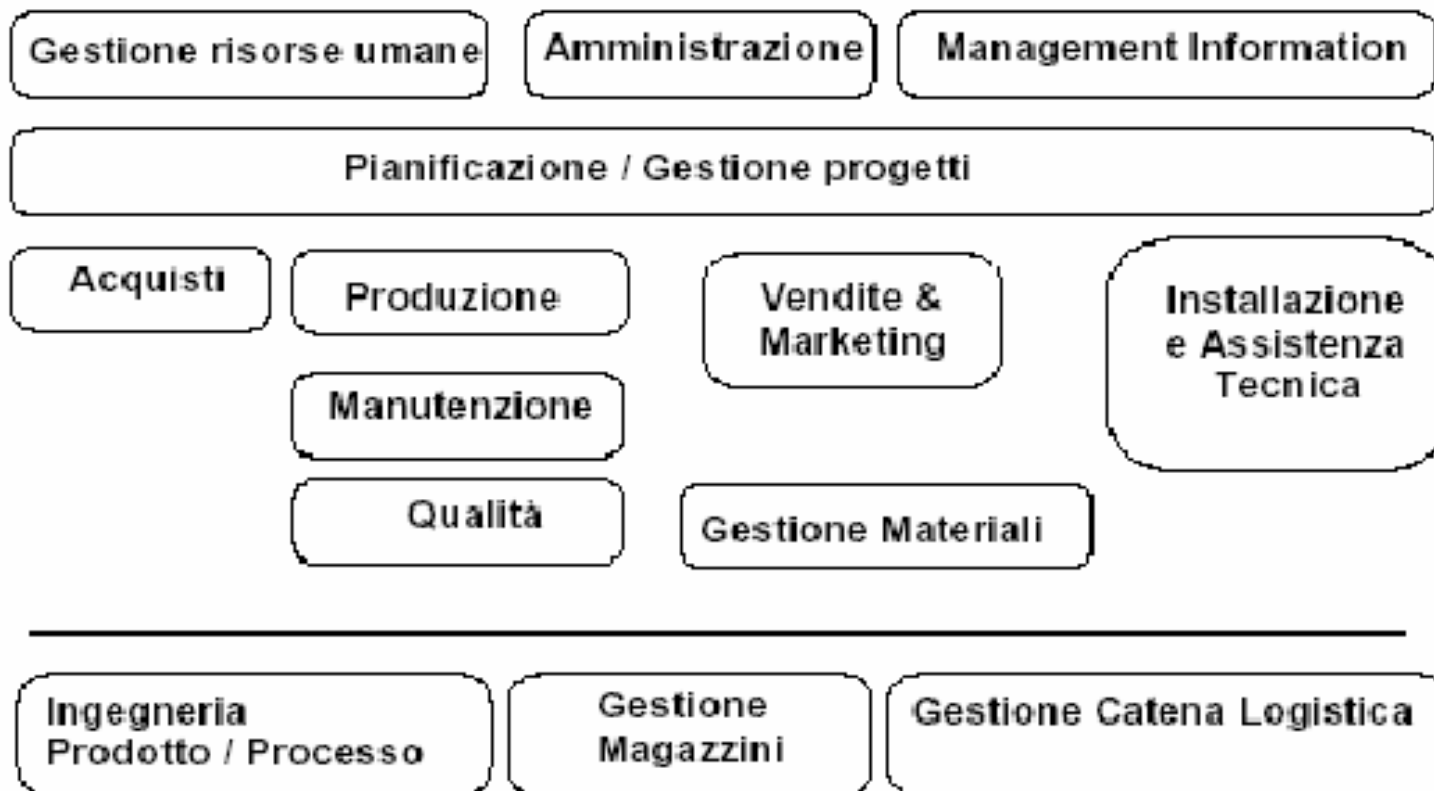 Gestione risorse umane
Amministrazione
Management Information
Pianificazione / Gestione progetti
Acquisti
Produzione
Vendite &
Marketing
Installazione
e Assistenza
Tecnica
Manutenzione
Qualità
Gestione Materiali
Ingegneria
Prodotto / Processo
Gestione
Magazzini
Gestione Catena Logistica